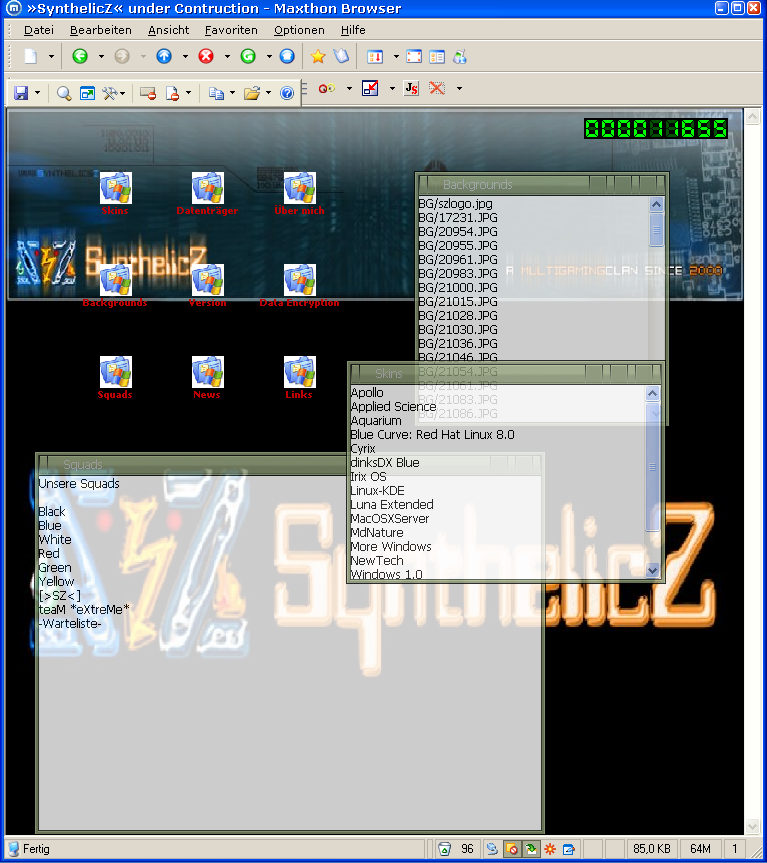 »SynthelicZ« under Contruction - Maxthon Browser
Datei Bearbeiten Ansicht Favoriten Optionen Hilfe
00001 1655
Skins Datenträger Über mich
Backgrounds Version Data Encryption
Squads News Links
SynthelicZ
A MULTIGAMINGCLAN SINCE 2000
Backgrounds
BG/szlogo.jpg
BG/17231.JPG
BG/20954.JPG
BG/20955.JPG
BG/20961.JPG
BG/20983.JPG
BG/21000.JPG
BG/21015.JPG
BG/21028.JPG
BG/21030.JPG
BG/21036.JPG
BG/21046.JPG
BG/21054.JPG
BG/21061.JPG
BG/21083.JPG
BG/21086.JPG
Skins
Apollo
Applied Science
Aquarium
Blue Curve: Red Hat Linux 8.0
Cyrix
dinksDX Blue
Irix OS
Linux-KDE
Luna Extended
MacOSXServer
MdNature
More Windows
NewTech
Windows 1.0
Squads
Unsere Squads
Black
Blue
White
Red
Green
Yellow
[>SZ<]
teaM *eXtreMe*
-Warteliste-
SynthelicZ
Fertig
96
85,0 KB
64M
1